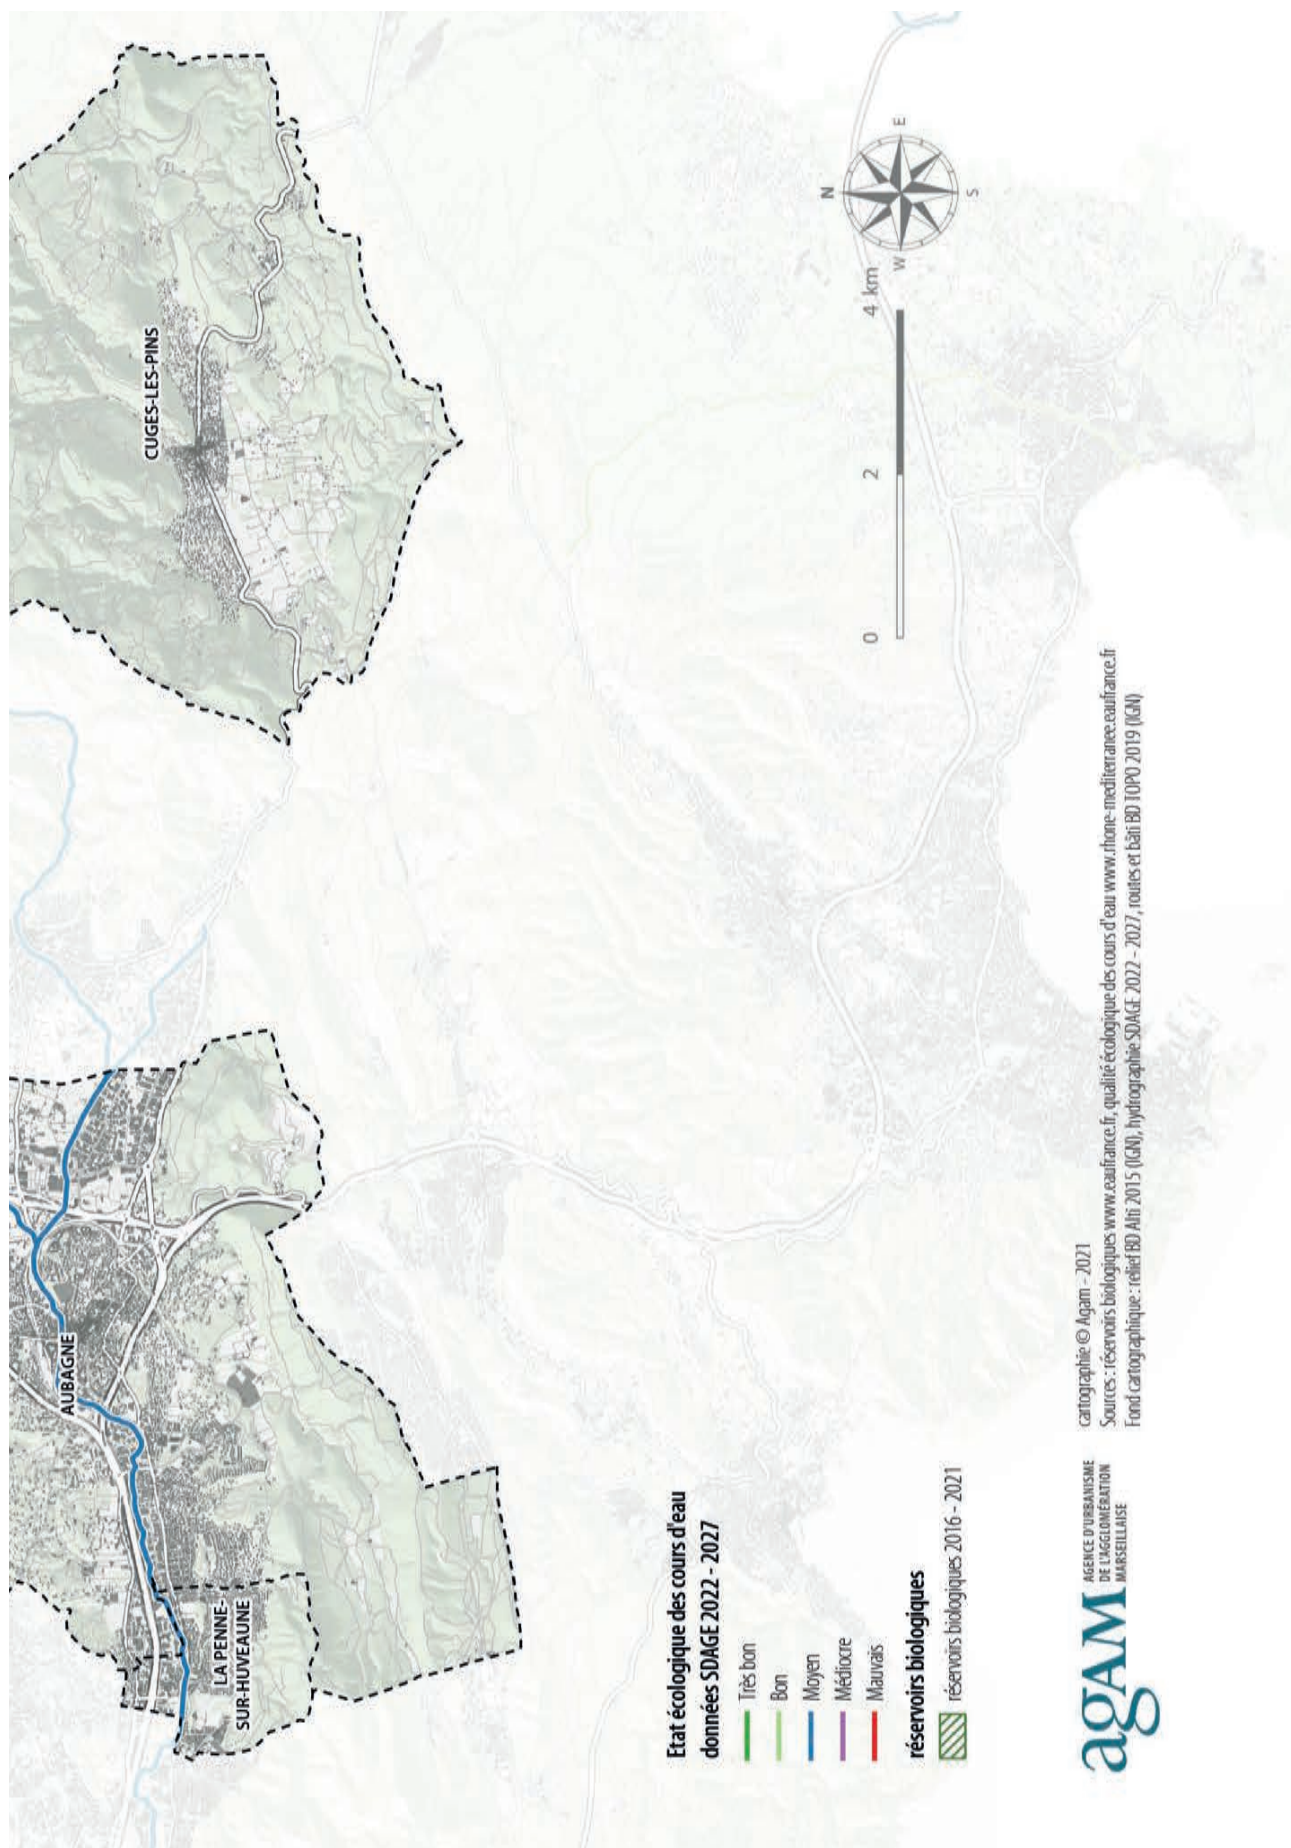 CUGES-LES-PINS
AUBAGNE
LA PENNE-
SUR-HUVEAUNE
N
E
S
W
0
2
4 km
Etat écologique des cours d'eau
données SDAGE 2022 - 2027
Très bon
Bon
Moyen
Médiocre
Mauvais
réservoirs biologiques
réservoirs biologiques 2016 - 2021
agAM
AGENCE D'URBANISME
DE L'AGGLOMÉRATION
MARSEILLAISE
cartographie © Agam - 2021
Sources : réservoirs biologiques www.eaufrance.fr, qualité écologique des cours d'eau www.rhone-mediterranee.eaufrance.fr
Fond cartographique : relief BD Alti 2015 (IGN), hydrographie SDAGE 2022 - 2027, routes et bâti BD TOPO 2019 (IGN)